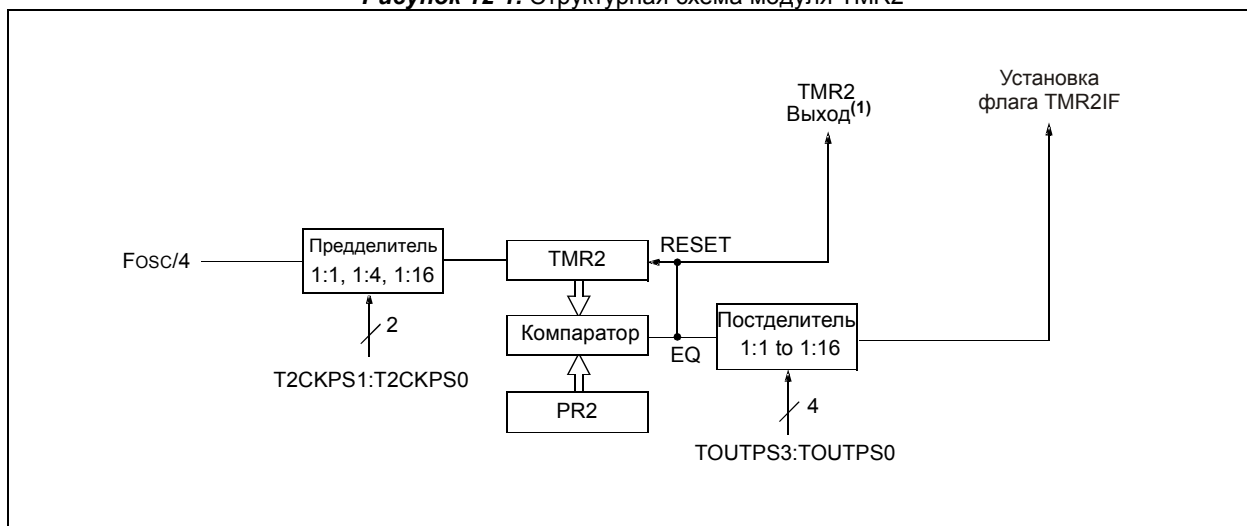 Рисунок 12-1. Структурная схема модуля TMR2
TMR2
Выход(1)
Установка
флага TMR2IF
Fosc/4
Предделитель
1:1, 1:4, 1:16
TMR2
RESET
2
Компаратор
EQ
Постделитель
1:1 to 1:16
T2CKPS1:T2CKPS0
PR2
4
TOUTPS3:TOUTPS0